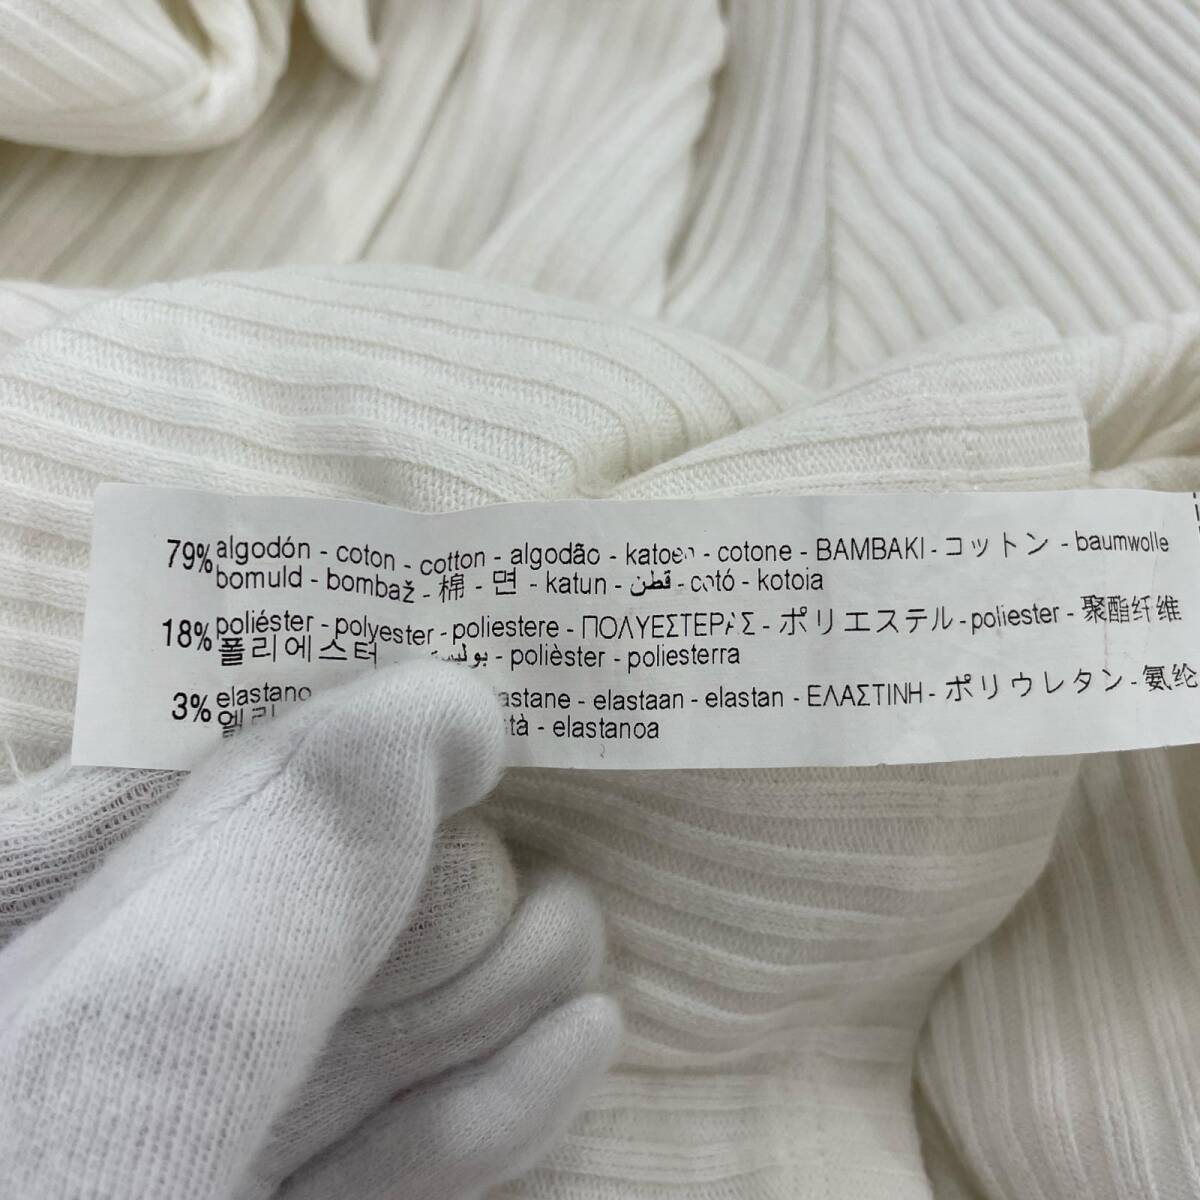 79% algodón - coton - cotton - algodão - katoen - cotone - BAMBAKI - コットン - baumwolle
bomuld - bombaž - 棉 - 면 - katun - قطن - cotó - kotoia
18% poliéster - polyester - poliestere - ΠΟΛΥΕΣΤΕΡΑΣ - ポリエステル - poliester - 聚酯纤维
폴리에스터 - - polièster - poliesterra
3% elastano - elastaan - elastan - ΕΛΑΣΤΙΝΗ - ポリウレタン - 氨纶
- elastanoa